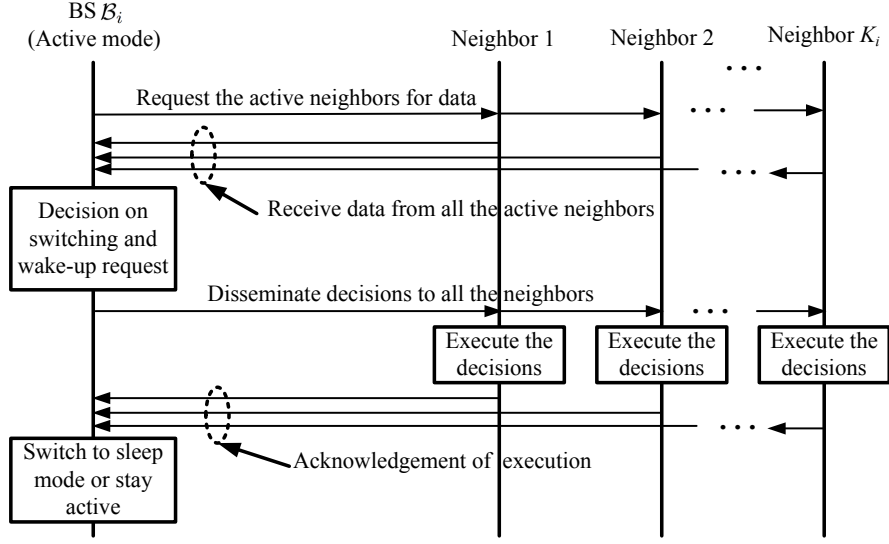 BS ℬᵢ
(Active mode)
Neighbor 1
Neighbor 2
Neighbor Kᵢ
Request the active neighbors for data
Receive data from all the active neighbors
Decision on
switching and
wake-up request
Disseminate decisions to all the neighbors
Execute the
decisions
Execute the
decisions
Execute the
decisions
Acknowledgement of execution
Switch to sleep
mode or stay
active